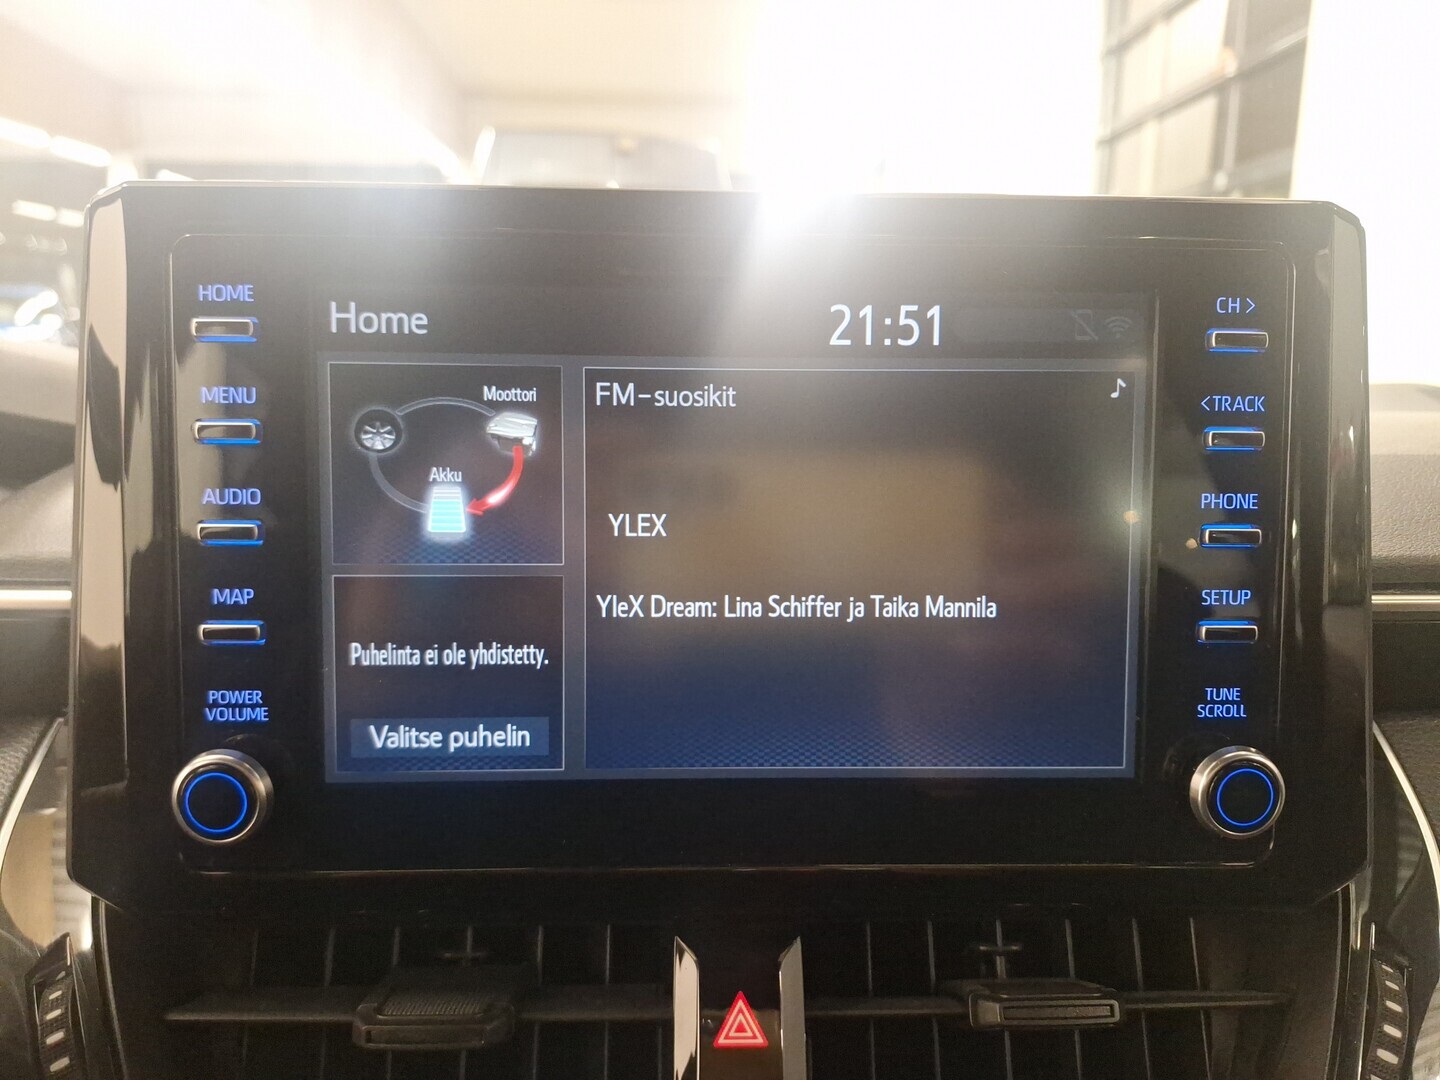 HOME
MENU
AUDIO
MAP
POWER
VOLUME
Home
21:51
Moottori
Akku
Puhelinta ei ole yhdistetty.
Valitse puhelin
FM-suosikit
YLEX
YleX Dream: Lina Schiffer ja Taika Mannila
CH >
<TRACK
PHONE
SETUP
TUNE
SCROLL